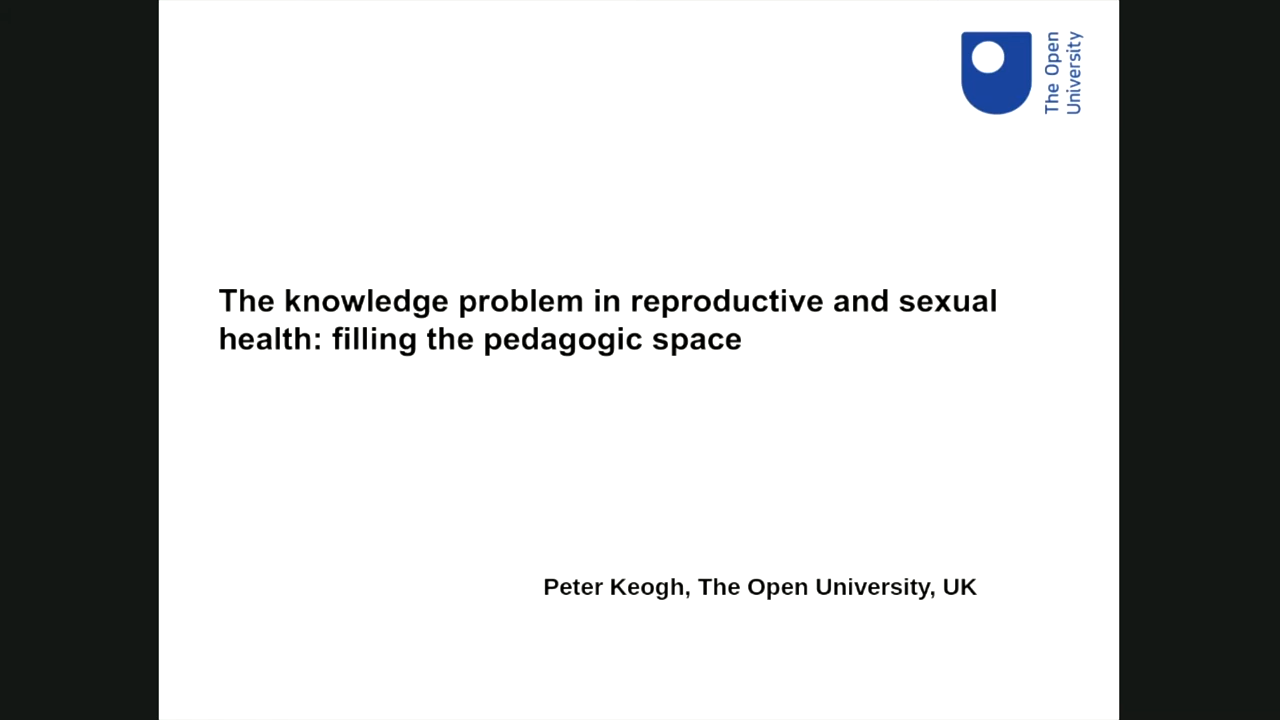 The Open
University
The knowledge problem in reproductive and sexual
health: filling the pedagogic space
Peter Keogh, The Open University, UK